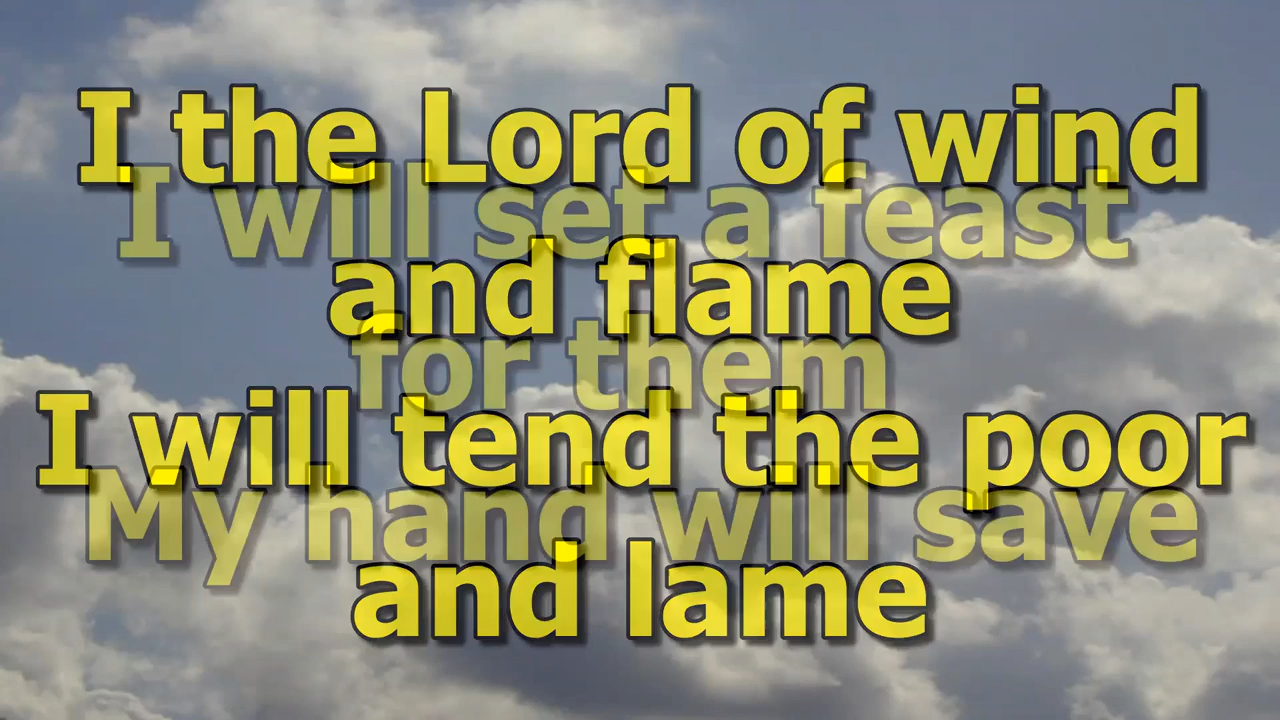 I the Lord of wind
I will set a feast
and flame
for them
I will tend the poor
My hand will save
and lame